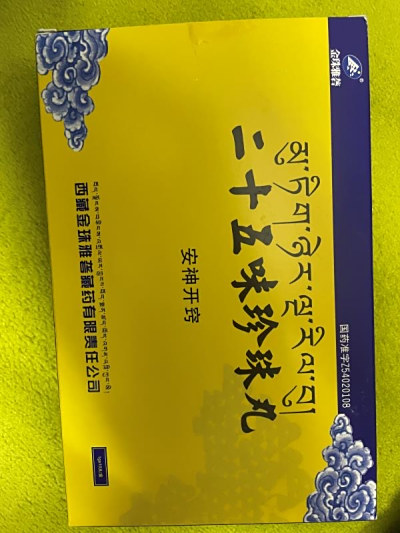 金珠雅砻
®
国药准字Z54020108
མུ་ཏིག་ཉེར་ལྔ་རིལ་བུ།
二十五味珍珠丸
安神开窍
西藏金珠雅砻藏药有限责任公司